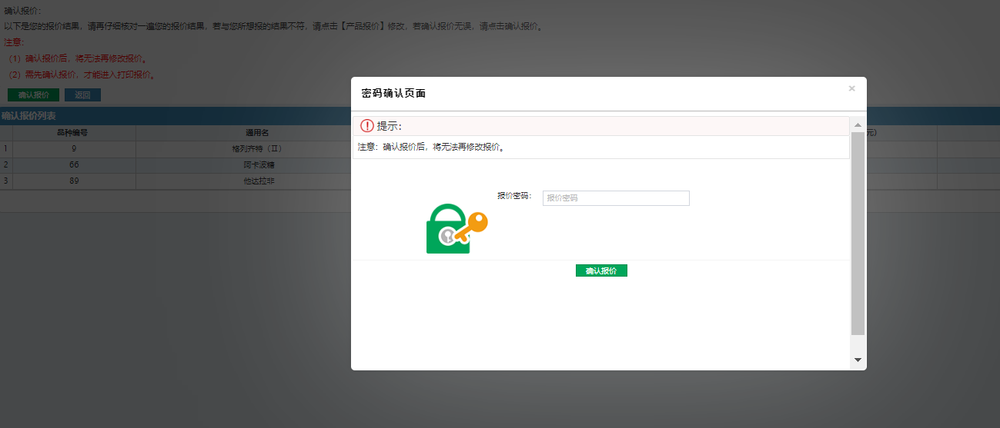 确认报价：
以下是您的报价结果，请再仔细核对一遍您的报价结果，若与您所想报的结果不符，请点击【产品报价】修改，若确认报价无误，请点击确认报价。
注意：
（1）确认报价后，将无法再修改报价。
（2）需先确认报价，才能进入打印报价。
确认报价 返回
确认报价列表
品种编号 通用名 元)
1 9 格列齐特（Ⅱ）
2 66 阿卡波糖
3 89 他达拉非
密码确认页面 ×
提示：
注意：确认报价后，将无法再修改报价。
报价密码： 报价密码
确认报价